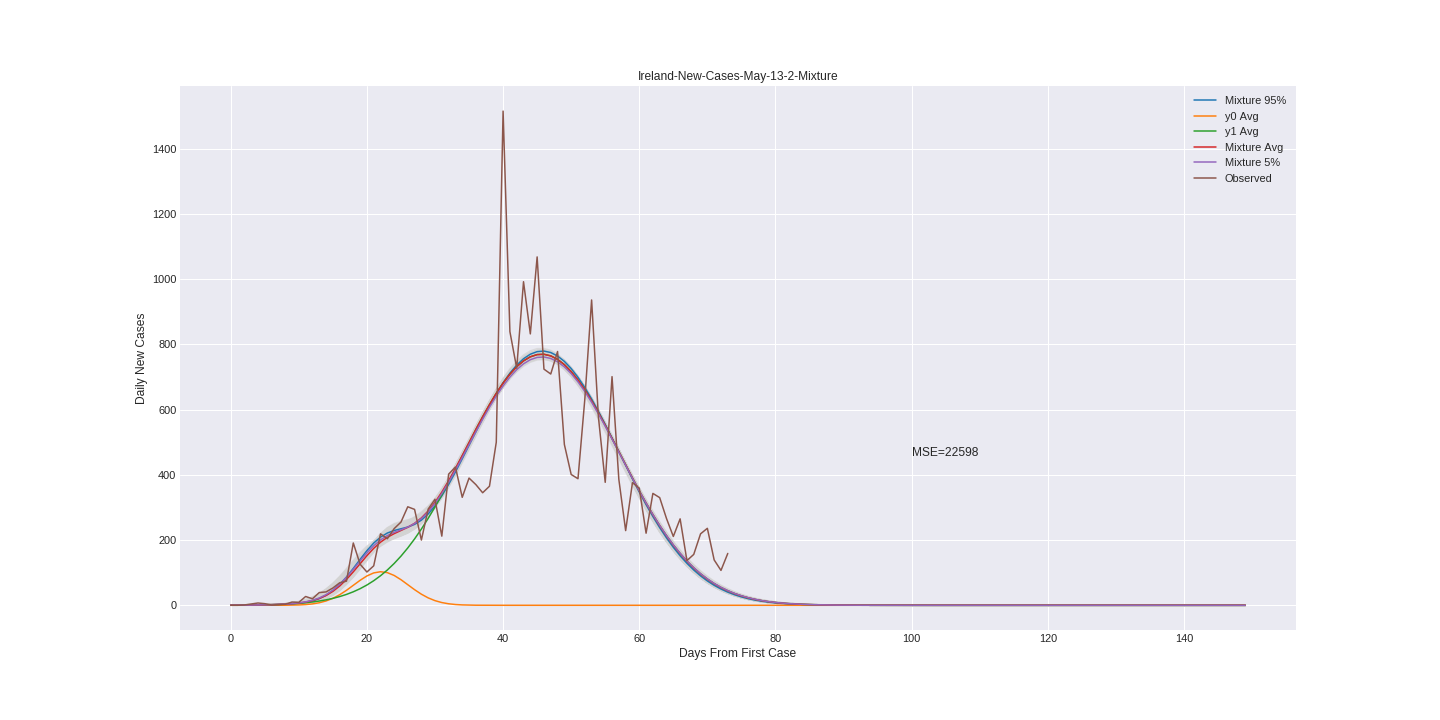 Ireland-New-Cases-May-13-2-Mixture
Mixture 95%
y0 Avg
y1 Avg
Mixture Avg
Mixture 5%
Observed
1400
1200
1000
800
600
400
200
0
Daily New Cases
MSE=22598
0 20 40 60 80 100 120 140
Days From First Case